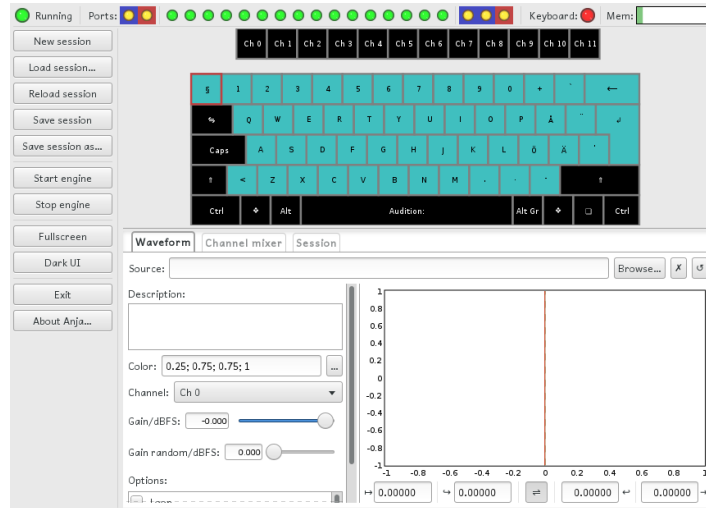 Running Ports: Keyboard: Mem:
New session
Load session...
Reload session
Save session
Save session as...
Start engine
Stop engine
Fullscreen
Dark UI
Exit
About Anja...
Ch 0 Ch 1 Ch 2 Ch 3 Ch 4 Ch 5 Ch 6 Ch 7 Ch 8 Ch 9 Ch 10 Ch 11
§ 1 2 3 4 5 6 7 8 9 0 + ´ ←
↹ Q W E R T Y U I O P Å ¨ ↲
Caps A S D F G H J K L Ö Ä '
⇧ < Z X C V B N M , . - ⇧
Ctrl ❖ Alt Audition: Alt Gr ❖ Ctrl
Waveform Channel mixer Session
Source: Browse... ✗ ↺
Description:
Color: 0.25; 0.75; 0.75; 1 ...
Channel: Ch 0
Gain/dBFS: -0.000
Gain random/dBFS: 0.000
Options:
Loop
1
0.8
0.6
0.4
0.2
0
-0.2
-0.4
-0.6
-0.8
-1
-1 -0.8 -0.6 -0.4 -0.2 0 0.2 0.4 0.6 0.8 1
↦ 0.00000 ↪ 0.00000 ⇌ 0.00000 ↩ 0.00000